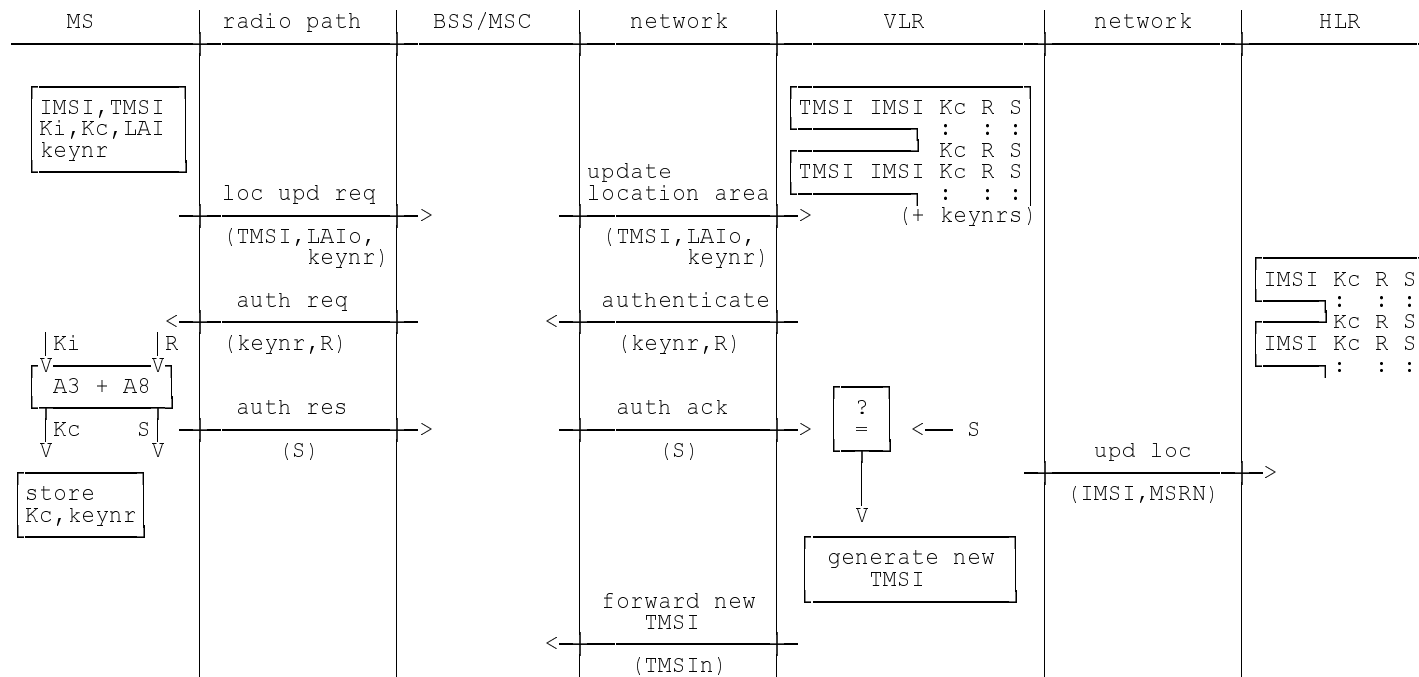 MS radio path BSS/MSC network VLR network HLR
IMSI,TMSI
Ki,Kc,LAI
keynr
TMSI IMSI Kc R S
: : :
Kc R S
TMSI IMSI Kc R S
: : :
(+ keynrs)
loc upd req
(TMSI,LAIo,
keynr)
update
location area
(TMSI,LAIo,
keynr)
IMSI Kc R S
: : :
Kc R S
IMSI Kc R S
: : :
auth req
(keynr,R)
authenticate
(keynr,R)
Ki R
V V
A3 + A8
Kc S
V V
auth res
(S)
auth ack
(S)
?
=
<— S
V
upd loc
(IMSI,MSRN)
store
Kc,keynr
generate new
TMSI
forward new
TMSI
(TMSIn)